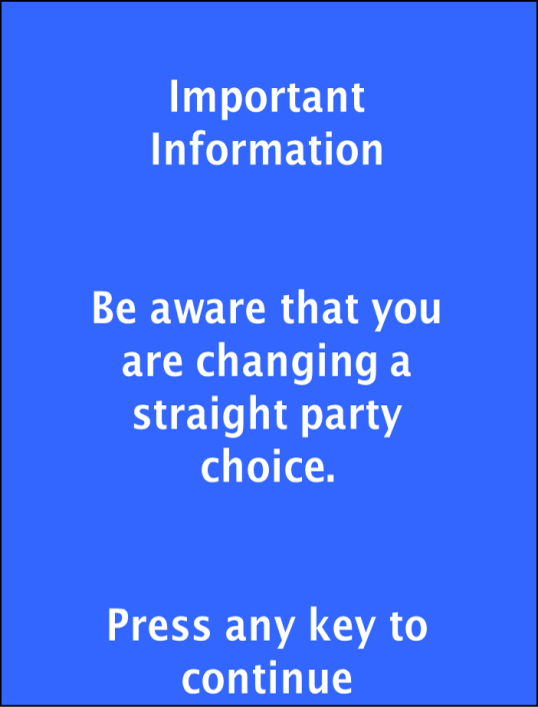 Important
Information
Be aware that you
are changing a
straight party
choice.
Press any key to
continue